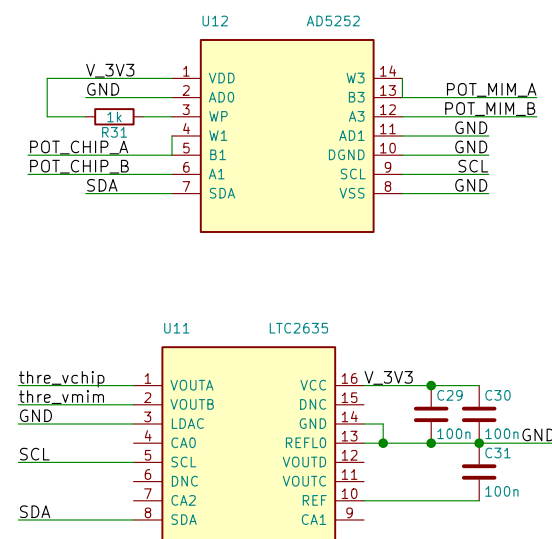 U12 AD5252
V_3V3 1 VDD W3 14
GND 2 AD0 B3 13 POT_MIM_A
1k 3 WP A3 12 POT_MIM_B
R31
4 W1 AD1 11 GND
POT_CHIP_A 5 B1 DGND 10 GND
POT_CHIP_B 6 A1 SCL 9 SCL
SDA 7 SDA VSS 8 GND
U11 LTC2635
thre_vchip 1 VOUTA VCC 16 V_3V3
thre_vmim 2 VOUTB DNC 15 C29 C30
GND 3 LDAC GND 14
4 CA0 REFLO 13 100n 100n GND
SCL 5 SCL VOUTD 12 C31
6 DNC VOUTC 11
7 CA2 REF 10 100n
SDA 8 SDA CA1 9